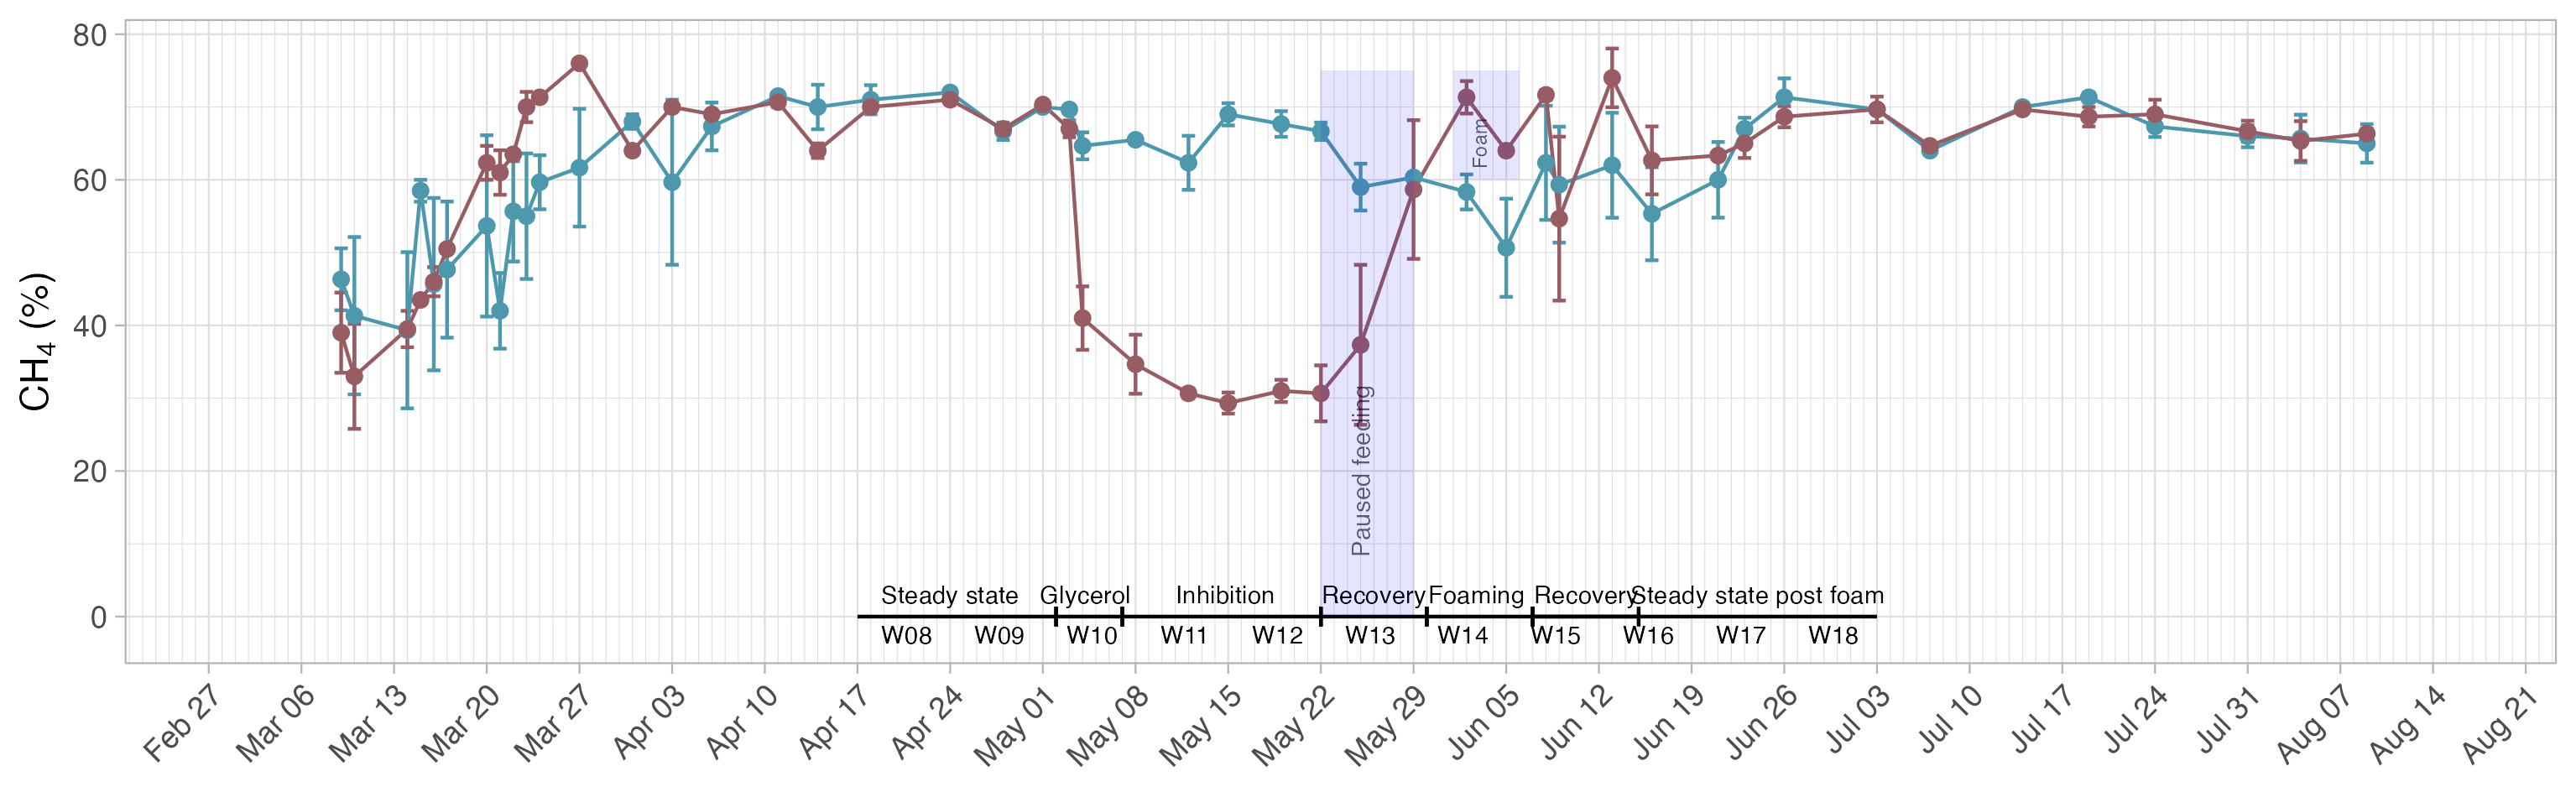 CH4 (%)
80
60
40
20
0
Foam
Paused feeding
Steady state
Glycerol
Inhibition
Recovery
Foaming
Recovery
Steady state post foam
W08
W09
W10
W11
W12
W13
W14
W15
W16
W17
W18
Feb 27
Mar 06
Mar 13
Mar 20
Mar 27
Apr 03
Apr 10
Apr 17
Apr 24
May 01
May 08
May 15
May 22
May 29
Jun 05
Jun 12
Jun 19
Jun 26
Jul 03
Jul 10
Jul 17
Jul 24
Jul 31
Aug 07
Aug 14
Aug 21